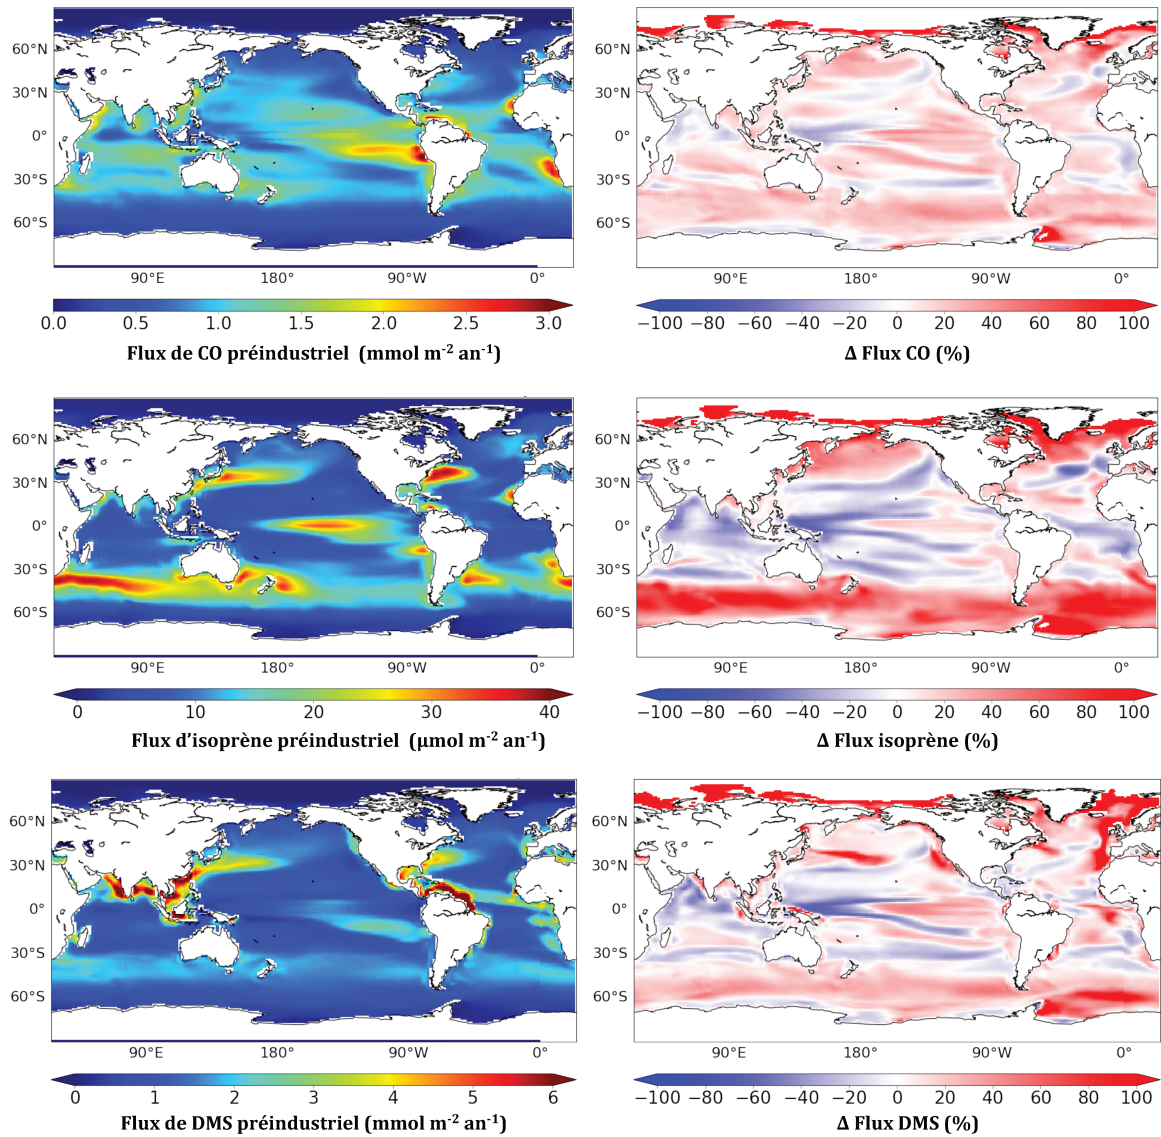 60°N
30°N
0°
30°S
60°S
60°N
30°N
0°
30°S
60°S
90°E 180° 90°W 0°
90°E 180° 90°W 0°
0.0 0.5 1.0 1.5 2.0 2.5 3.0
−100 −80 −60 −40 −20 0 20 40 60 80 100
Flux de CO préindustriel (mmol m⁻² an⁻¹)
Δ Flux CO (%)
60°N
30°N
0°
30°S
60°S
60°N
30°N
0°
30°S
60°S
90°E 180° 90°W 0°
90°E 180° 90°W 0°
0 10 20 30 40
−100 −80 −60 −40 −20 0 20 40 60 80 100
Flux d’isoprène préindustriel (μmol m⁻² an⁻¹)
Δ Flux isoprène (%)
60°N
30°N
0°
30°S
60°S
60°N
30°N
0°
30°S
60°S
90°E 180° 90°W 0°
90°E 180° 90°W 0°
0 1 2 3 4 5 6
−100 −80 −60 −40 −20 0 20 40 60 80 100
Flux de DMS préindustriel (mmol m⁻² an⁻¹)
Δ Flux DMS (%)